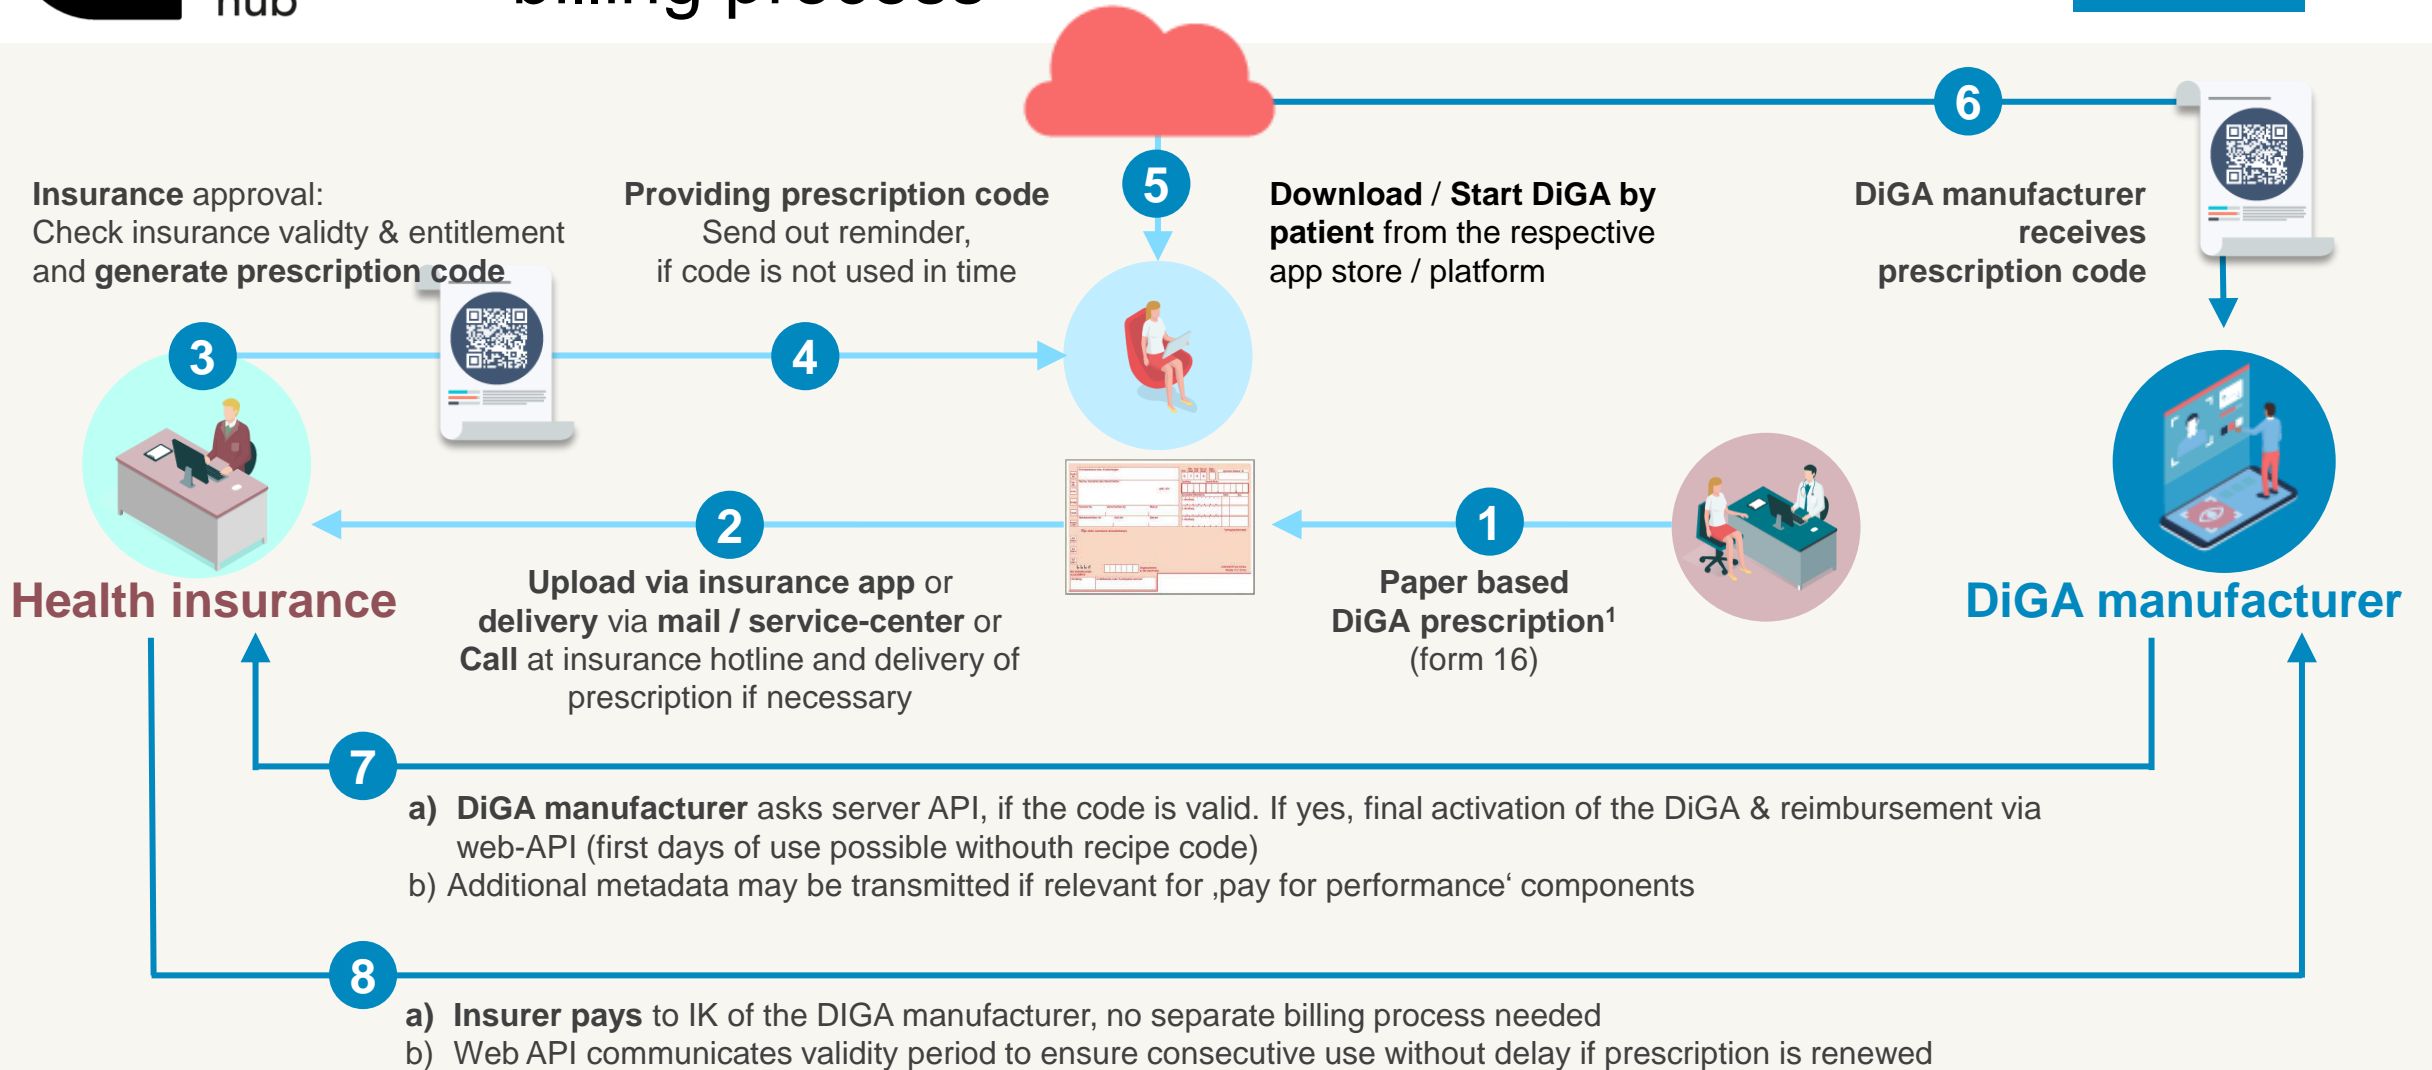 hub
billing process
6
5
Insurance approval:
Check insurance validty & entitlement
and generate prescription code
Providing prescription code
Send out reminder,
if code is not used in time
Download / Start DiGA by
patient from the respective
app store / platform
DiGA manufacturer
receives
prescription code
3
4
2
1
Upload via insurance app or
delivery via mail / service-center or
Call at insurance hotline and delivery of
prescription if necessary
Paper based
DiGA prescription¹
(form 16)
Health insurance
DiGA manufacturer
7
a) DiGA manufacturer asks server API, if the code is valid. If yes, final activation of the DiGA & reimbursement via
web-API (first days of use possible withouth recipe code)
b) Additional metadata may be transmitted if relevant for ‚pay for performance‘ components
8
a) Insurer pays to IK of the DIGA manufacturer, no separate billing process needed
b) Web API communicates validity period to ensure consecutive use without delay if prescription is renewed